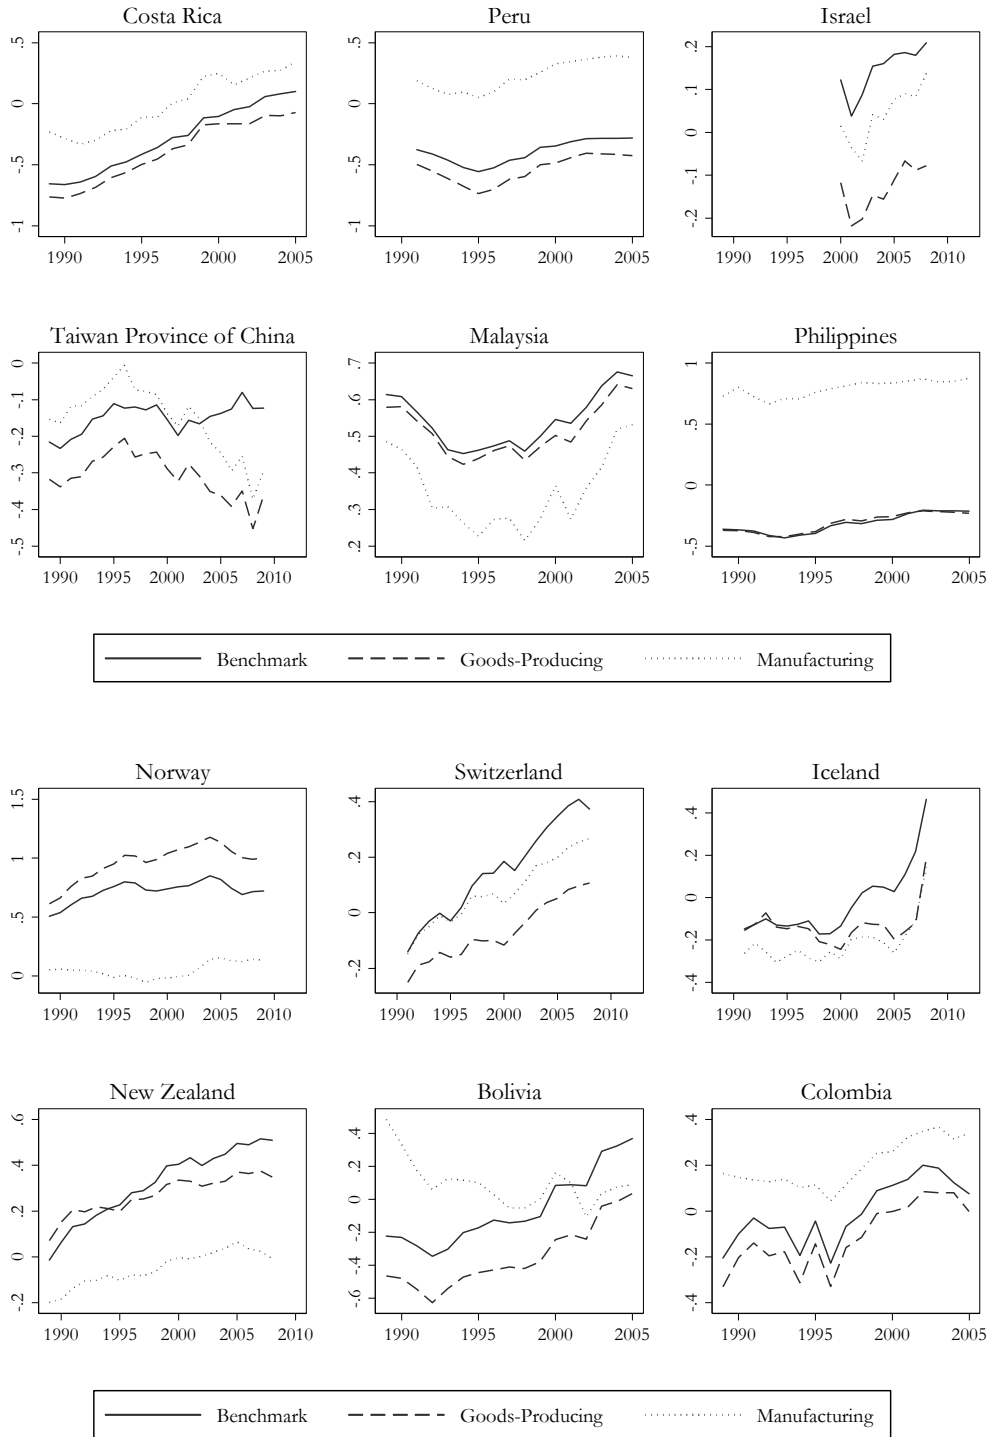 Costa Rica Peru Israel
.5 0 -.5 -1
1990 1995 2000 2005
.5 0 -.5 -1
1990 1995 2000 2005
.2 .1 0 -.1 -.2
1990 1995 2000 2005 2010
Taiwan Province of China Malaysia Philippines
0 -.1 -.2 -.3 -.4 -.5
1990 1995 2000 2005 2010
.7 .6 .5 .4 .3 .2
1990 1995 2000 2005
1 .5 0 -.5
1990 1995 2000 2005
Benchmark Goods-Producing Manufacturing
Norway Switzerland Iceland
1.5 1 .5 0
1990 1995 2000 2005 2010
.4 .2 0 -.2
1990 1995 2000 2005 2010
.4 .2 0 -.2 -.4
1990 1995 2000 2005 2010
New Zealand Bolivia Colombia
.6 .4 .2 0 -.2
1990 1995 2000 2005 2010
.4 .2 0 -.2 -.4 -.6
1990 1995 2000 2005
.4 .2 0 -.2 -.4
1990 1995 2000 2005
Benchmark Goods-Producing Manufacturing